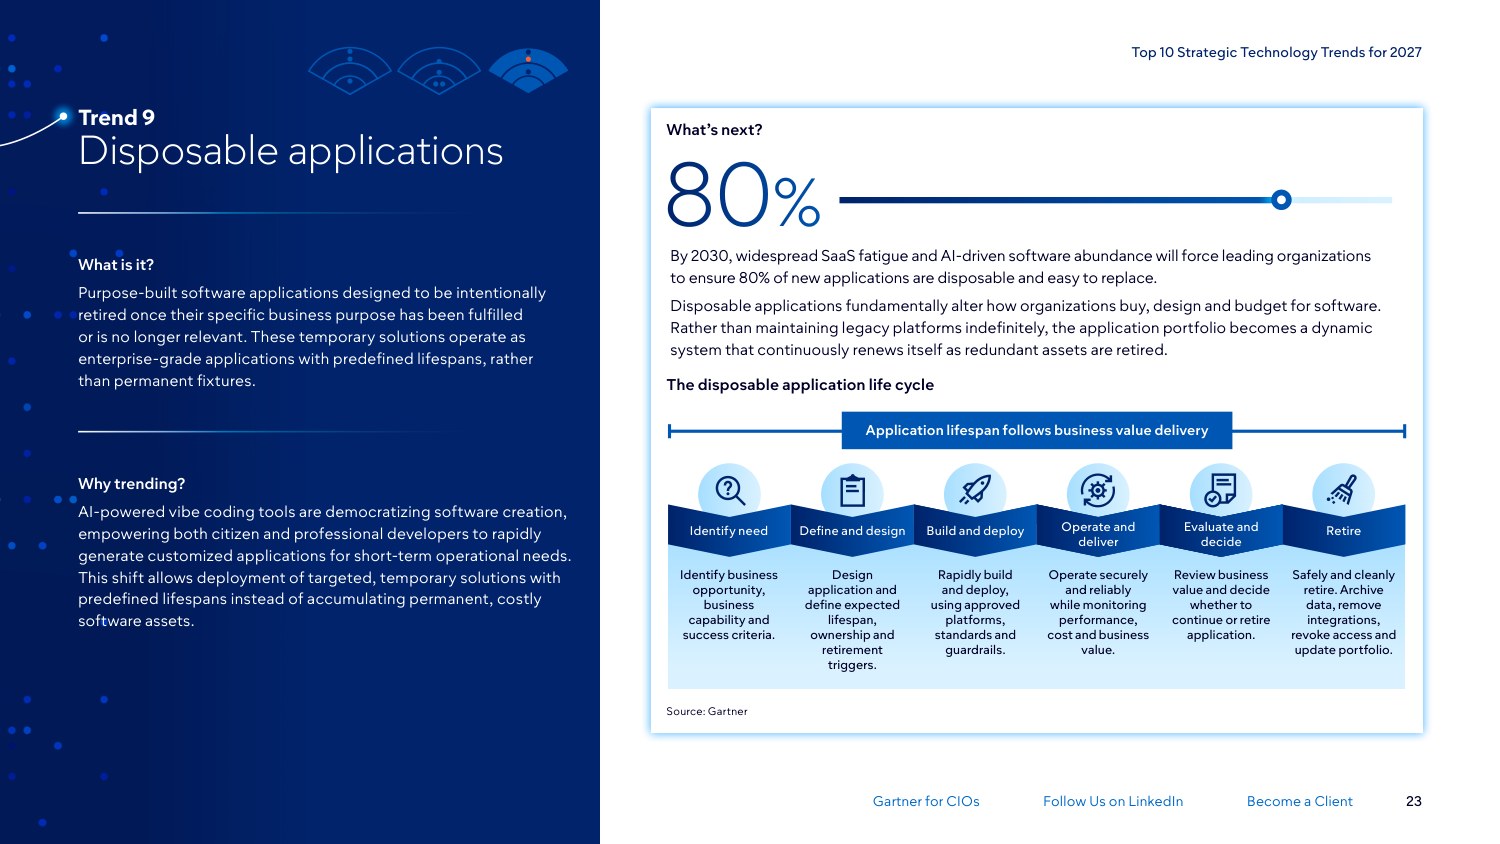 Trend 9
Disposable applications
What is it?
Purpose-built software applications designed to be intentionally
retired once their specific business purpose has been fulfilled
or is no longer relevant. These temporary solutions operate as
enterprise-grade applications with predefined lifespans, rather
than permanent fixtures.
Why trending?
AI-powered vibe coding tools are democratizing software creation,
empowering both citizen and professional developers to rapidly
generate customized applications for short-term operational needs.
This shift allows deployment of targeted, temporary solutions with
predefined lifespans instead of accumulating permanent, costly
software assets.
Top 10 Strategic Technology Trends for 2027
What's next?
80%
By 2030, widespread SaaS fatigue and AI-driven software abundance will force leading organizations
to ensure 80% of new applications are disposable and easy to replace.
Disposable applications fundamentally alter how organizations buy, design and budget for software.
Rather than maintaining legacy platforms indefinitely, the application portfolio becomes a dynamic
system that continuously renews itself as redundant assets are retired.
The disposable application life cycle
Application lifespan follows business value delivery
Identify need
Identify business
opportunity,
business
capability and
success criteria.
Define and design
Design
application and
define expected
lifespan,
ownership and
retirement
triggers.
Build and deploy
Rapidly build
and deploy,
using approved
platforms,
standards and
guardrails.
Operate and
deliver
Operate securely
and reliably
while monitoring
performance,
cost and business
value.
Evaluate and
decide
Review business
value and decide
whether to
continue or retire
application.
Retire
Safely and cleanly
retire. Archive
data, remove
integrations,
revoke access and
update portfolio.
Source: Gartner
Gartner for CIOs
Follow Us on LinkedIn
Become a Client
23